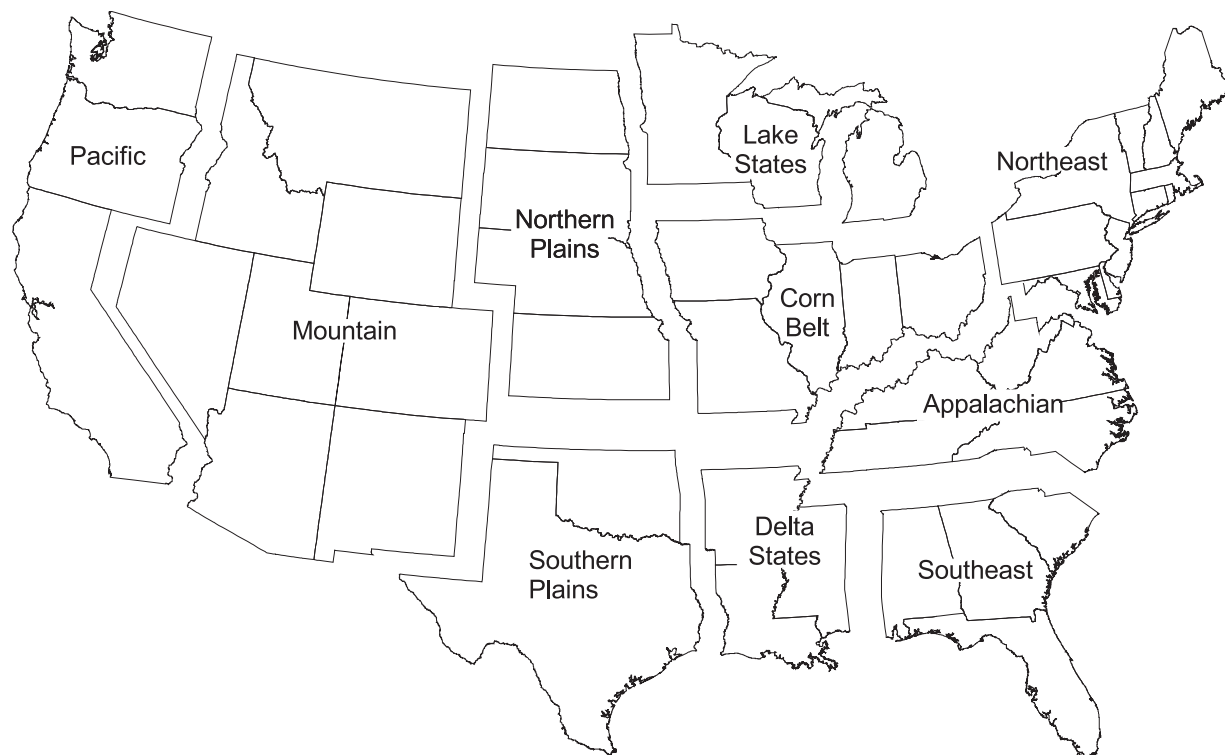 Pacific
Lake
States
Northeast
Northern
Plains
Corn
Belt
Mountain
Appalachian
Delta
States
Southern
Plains
Southeast